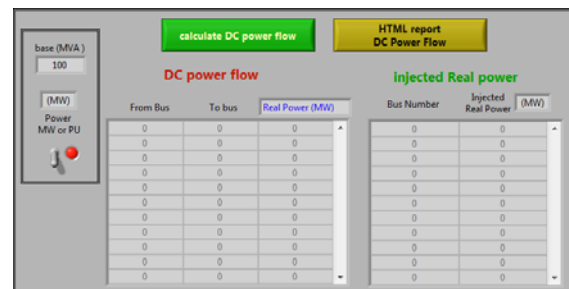 calculate DC power flow
HTML report
DC Power Flow
base (MVA )
100
(MW)
Power
MW or PU
DC power flow
From Bus To bus Real Power (MW)
0 0 0
0 0 0
0 0 0
0 0 0
0 0 0
0 0 0
0 0 0
0 0 0
0 0 0
0 0 0
0 0 0
injected Real power
Bus Number Injected
Real Power (MW)
0 0
0 0
0 0
0 0
0 0
0 0
0 0
0 0
0 0
0 0
0 0